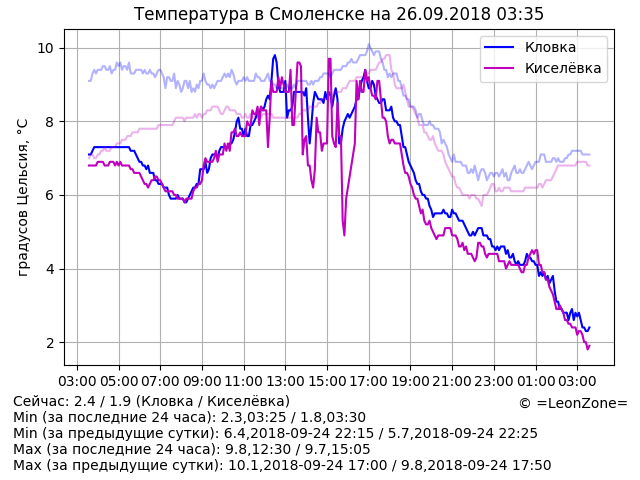 Температура в Смоленске на 26.09.2018 03:35
Кловка
Киселёвка
градусов Цельсия, °C
10
8
6
4
2
03:00 05:00 07:00 09:00 11:00 13:00 15:00 17:00 19:00 21:00 23:00 01:00 03:00
Сейчас: 2.4 / 1.9 (Кловка / Киселёвка)
© =LeonZone=
Min (за последние 24 часа): 2.3,03:25 / 1.8,03:30
Min (за предыдущие сутки): 6.4,2018-09-24 22:15 / 5.7,2018-09-24 22:25
Max (за последние 24 часа): 9.8,12:30 / 9.7,15:05
Max (за предыдущие сутки): 10.1,2018-09-24 17:00 / 9.8,2018-09-24 17:50